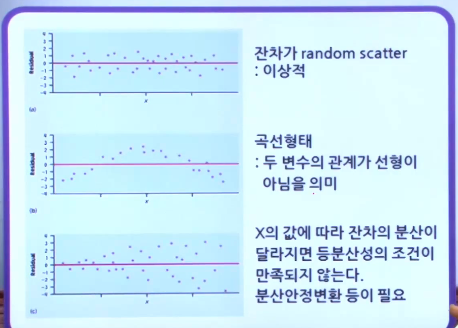 잔차가 random scatter
: 이상적
Residual
x
(a)
곡선형태
: 두 변수의 관계가 선형이
아님을 의미
Residual
x
(b)
X의 값에 따라 잔차의 분산이
달라지면 등분산성의 조건이
만족되지 않는다.
분산안정변환 등이 필요
Residual
x
(c)